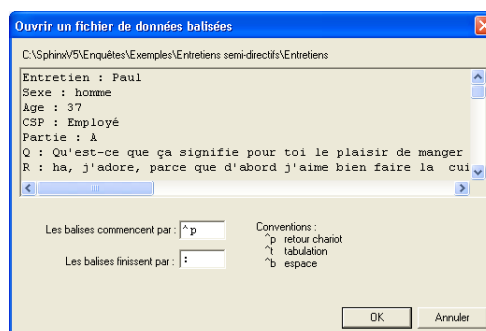 Ouvrir un fichier de données balisées
C:\SphinxV5\Enquêtes\Exemples\Entretiens semi-directifs\Entretiens
Entretien : Paul
Sexe : homme
Age : 37
CSP : Employé
Partie : A
Q : Qu'est-ce que ça signifie pour toi le plaisir de manger
R : ha, j'adore, parce que d'abord j'aime bien faire la cui
Les balises commencent par : ^p
Les balises finissent par : :
Conventions :
^p retour chariot
^t tabulation
^b espace
OK Annuler